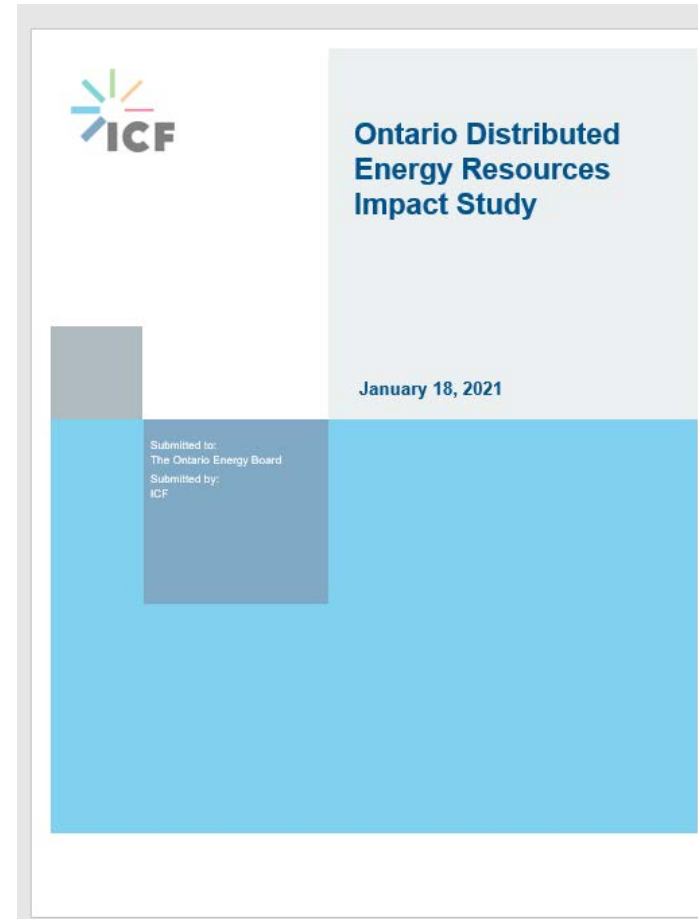 ICF
Ontario Distributed
Energy Resources
Impact Study
January 18, 2021
Submitted to:
The Ontario Energy Board
Submitted by:
ICF